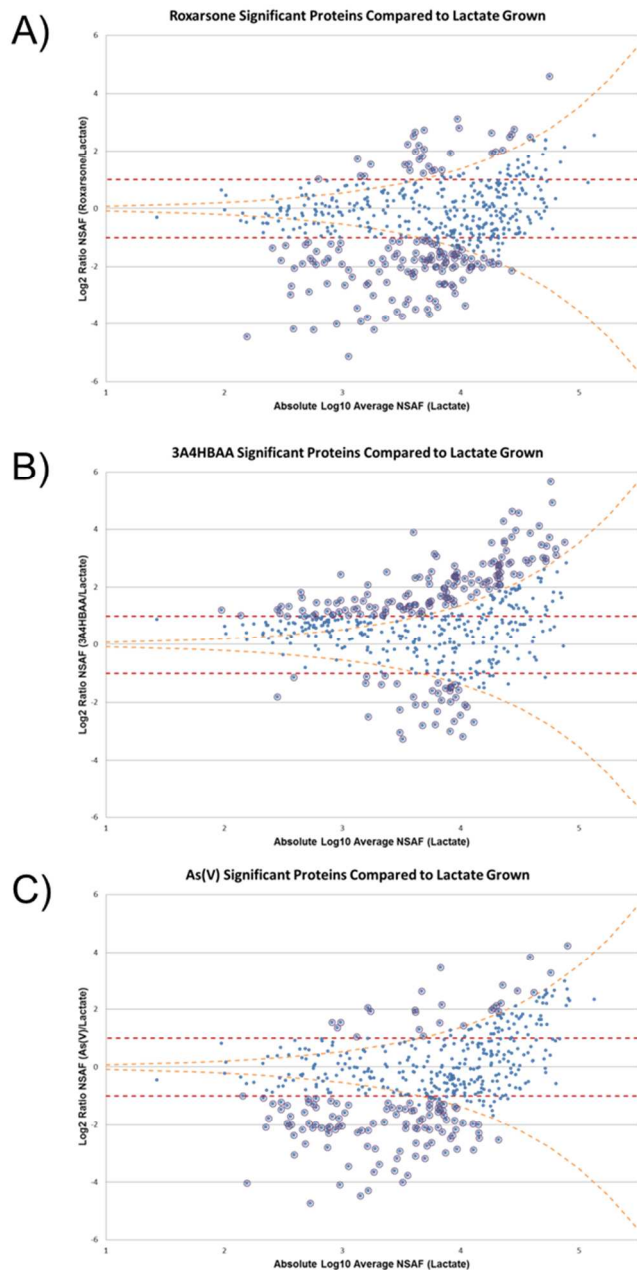 A)
Roxarsone Significant Proteins Compared to Lactate Grown
6
4
2
0
-2
-4
-6
Log2 Ratio NSAF (Roxarsone/Lactate)
1 2 3 4 5
Absolute Log10 Average NSAF (Lactate)
B)
3A4HBAA Significant Proteins Compared to Lactate Grown
6
4
2
0
-2
-4
-6
Log2 Ratio NSAF (3A4HBAA/Lactate)
1 2 3 4 5
Absolute Log10 Average NSAF (Lactate)
C)
As(V) Significant Proteins Compared to Lactate Grown
6
4
2
0
-2
-4
-6
Log2 Ratio NSAF (As(V)/Lactate)
1 2 3 4 5
Absolute Log10 Average NSAF (Lactate)